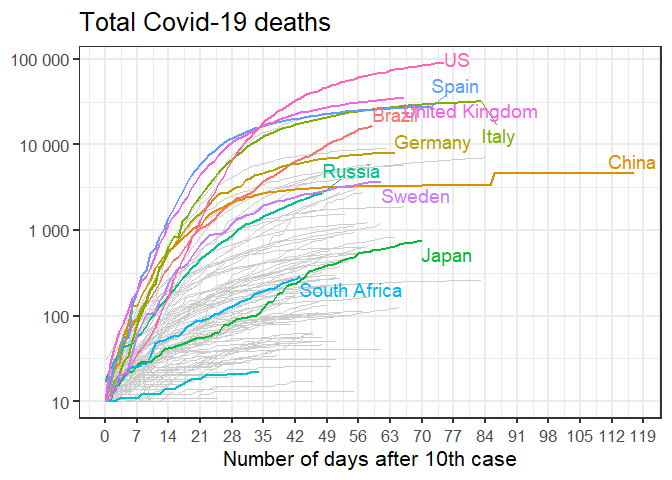 Total Covid-19 deaths
100 000
10 000
1 000
100
10
US
Spain
United Kingdom
Brazil
Italy
Germany
China
Russia
Sweden
Japan
South Africa
0 7 14 21 28 35 42 49 56 63 70 77 84 91 98 105 112 119
Number of days after 10th case